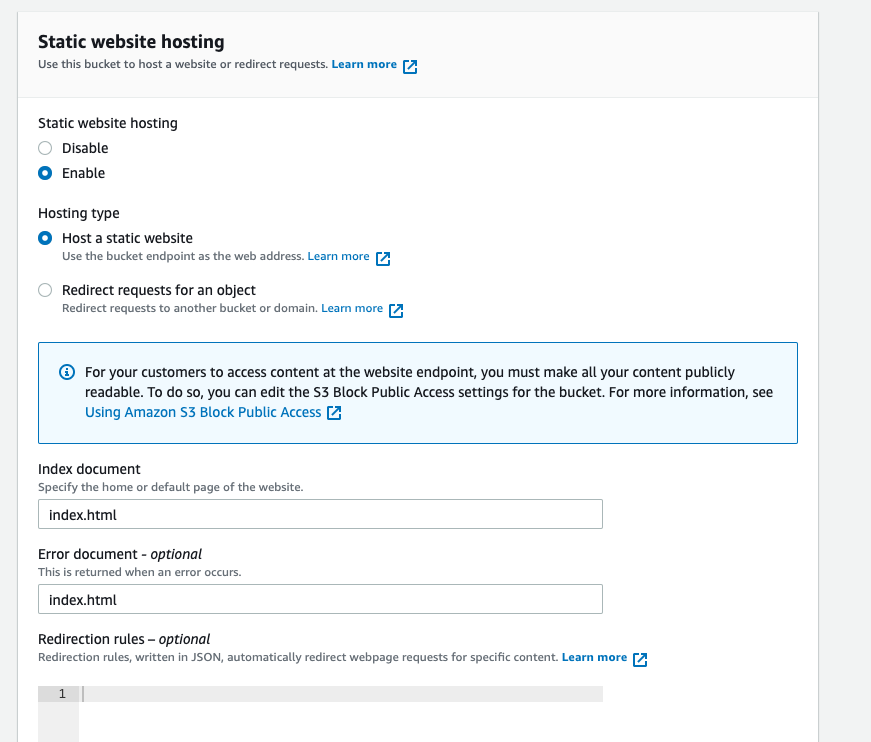 Static website hosting
Use this bucket to host a website or redirect requests. Learn more
Static website hosting
Disable
Enable
Hosting type
Host a static website
Use the bucket endpoint as the web address. Learn more
Redirect requests for an object
Redirect requests to another bucket or domain. Learn more
For your customers to access content at the website endpoint, you must make all your content publicly
readable. To do so, you can edit the S3 Block Public Access settings for the bucket. For more information, see
Using Amazon S3 Block Public Access
Index document
Specify the home or default page of the website.
index.html
Error document - optional
This is returned when an error occurs.
index.html
Redirection rules – optional
Redirection rules, written in JSON, automatically redirect webpage requests for specific content. Learn more
1